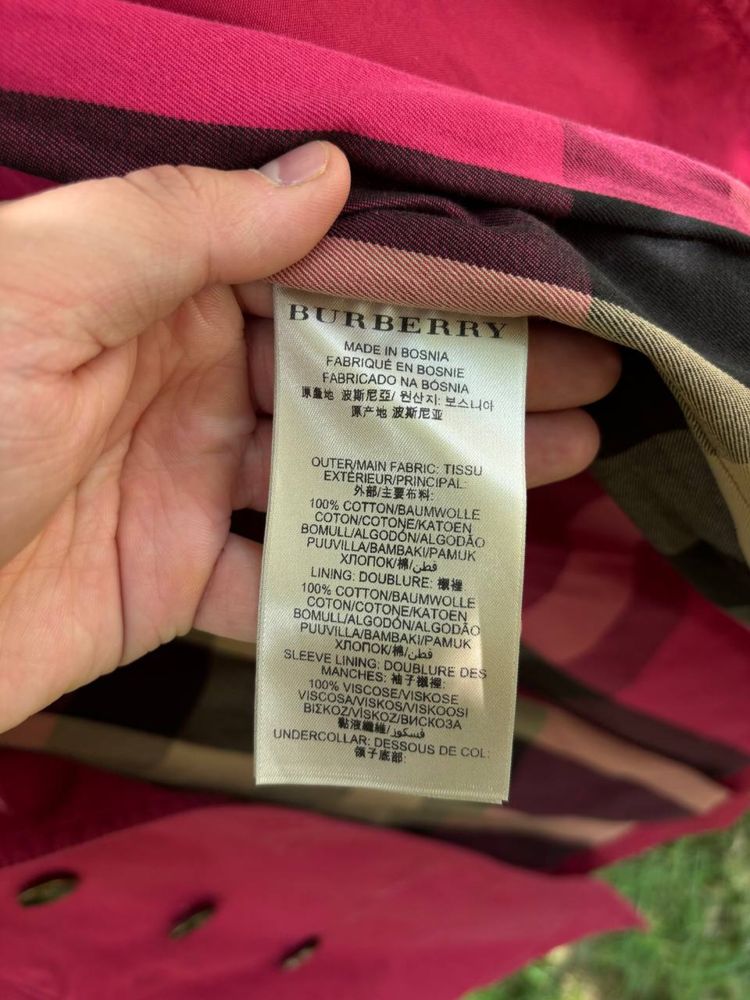 BURBERRY
MADE IN BOSNIA
FABRIQUÉ EN BOSNIE
FABRICADO NA BÓSNIA
原產地 波斯尼亞/ 원산지: 보스니아
原产地 波斯尼亚
OUTER/MAIN FABRIC: TISSU
EXTÉRIEUR/PRINCIPAL:
外部/主要布料:
100% COTTON/BAUMWOLLE
COTON/COTONE/KATOEN
BOMULL/ALGODÓN/ALGODÃO
PUUVILLA/BAMBAKI/PAMUK
ХЛОПОК/棉/قطن
LINING: DOUBLURE: 襯裡
100% COTTON/BAUMWOLLE
COTON/COTONE/KATOEN
BOMULL/ALGODÓN/ALGODÃO
PUUVILLA/BAMBAKI/PAMUK
ХЛОПОК/棉/قطن
SLEEVE LINING: DOUBLURE DES
MANCHES: 袖子襯裡:
100% VISCOSE/VISKOSE
VISCOSA/VISKOS/VISKOOSI
ΒΙΣΚΟΖ/VİSKOZ/ВИСКОЗА
黏液纖維/فسكوز
UNDERCOLLAR: DESSOUS DE COL:
領子底部: